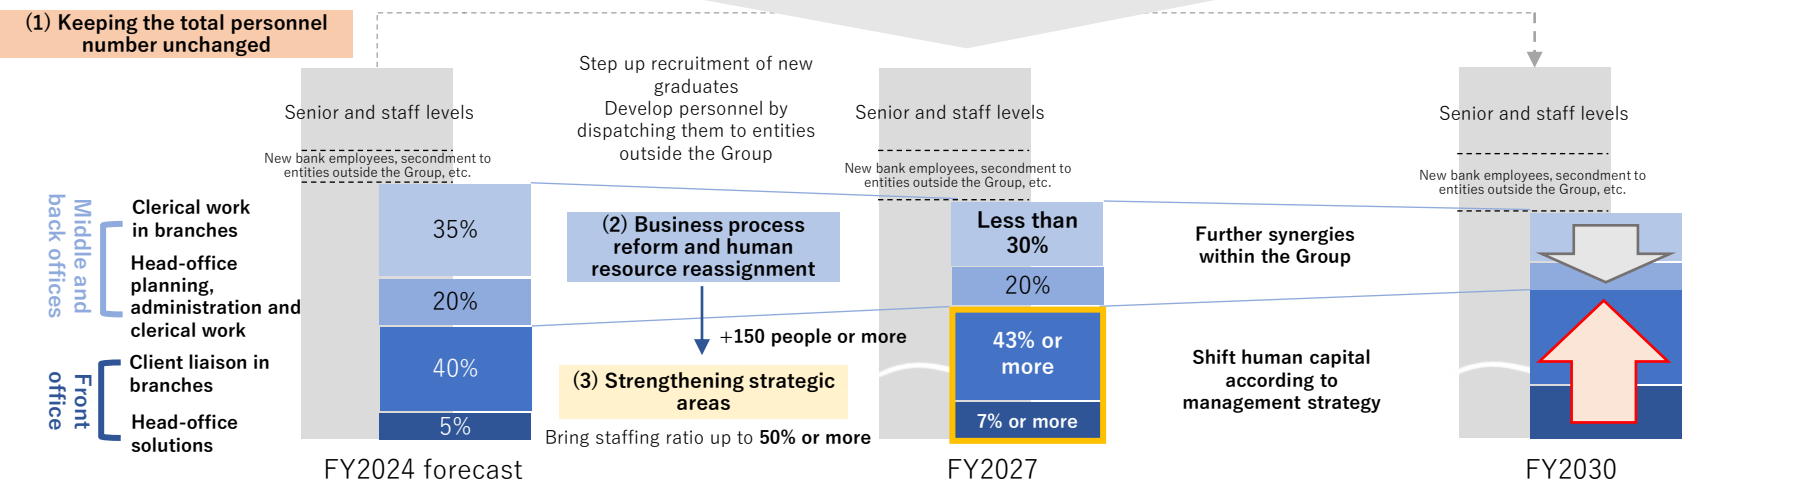 (1) Keeping the total personnel
number unchanged
Senior and staff levels
New bank employees, secondment to
entities outside the Group, etc.
Middle and
back offices
Clerical work
in branches
Head-office
planning,
administration and
clerical work
Front
office
Client liaison in
branches
Head-office
solutions
35%
20%
40%
5%
FY2024 forecast
Step up recruitment of new
graduates
Develop personnel by
dispatching them to entities
outside the Group
(2) Business process
reform and human
resource reassignment
+150 people or more
(3) Strengthening strategic
areas
Bring staffing ratio up to 50% or more
Senior and staff levels
New bank employees, secondment to
entities outside the Group, etc.
Less than
30%
20%
43% or
more
7% or more
FY2027
Further synergies
within the Group
Shift human capital
according to
management strategy
Senior and staff levels
New bank employees, secondment to
entities outside the Group, etc.
FY2030